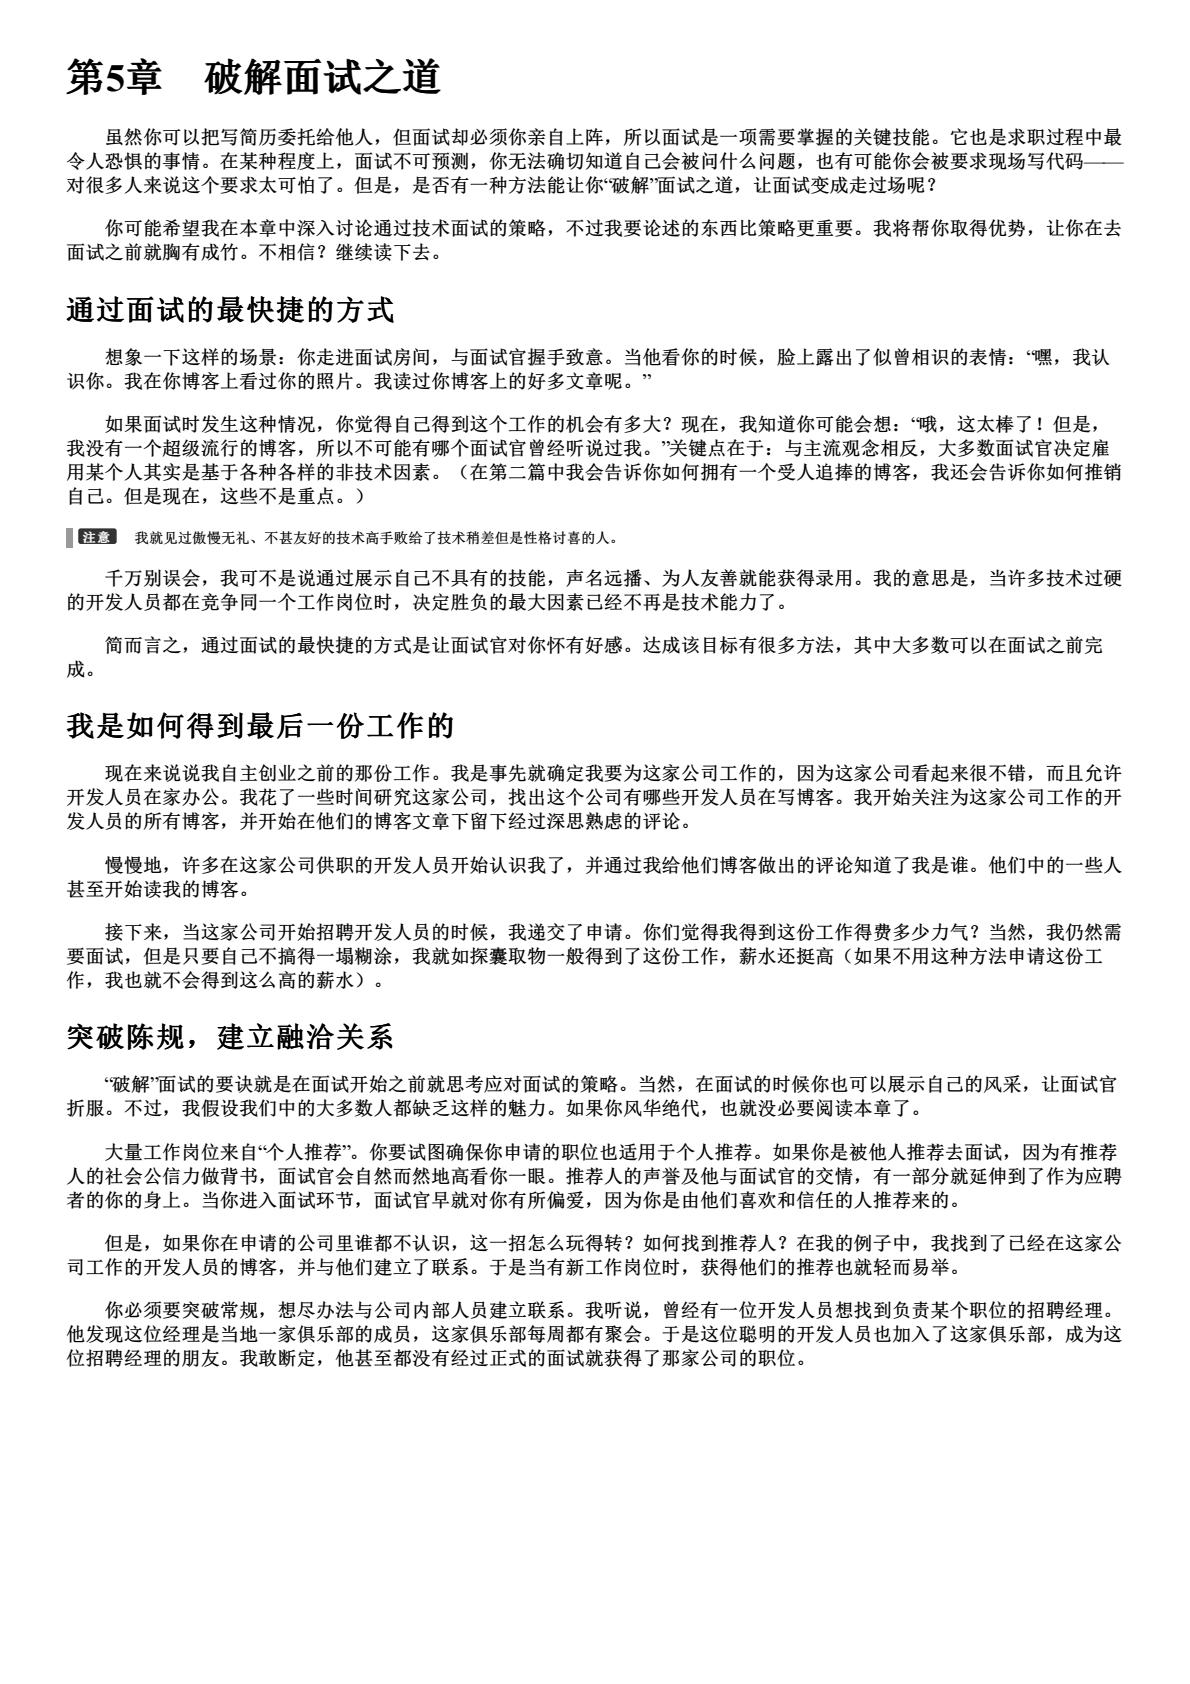 第5章　破解面试之道
虽然你可以把写简历委托给他人，但面试却必须你亲自上阵，所以面试是一项需要掌握的关键技能。它也是求职过程中最
令人恐惧的事情。在某种程度上，面试不可预测，你无法确切知道自己会被问什么问题，也有可能你会被要求现场写代码——
对很多人来说这个要求太可怕了。但是，是否有一种方法能让你“破解”面试之道，让面试变成走过场呢？
你可能希望我在本章中深入讨论通过技术面试的策略，不过我要论述的东西比策略更重要。我将帮你取得优势，让你在去
面试之前就胸有成竹。不相信？继续读下去。
通过面试的最快捷的方式
想象一下这样的场景：你走进面试房间，与面试官握手致意。当他看你的时候，脸上露出了似曾相识的表情：“嘿，我认
识你。我在你博客上看过你的照片。我读过你博客上的好多文章呢。”
如果面试时发生这种情况，你觉得自己得到这个工作的机会有多大？现在，我知道你可能会想：“哦，这太棒了！但是，
我没有一个超级流行的博客，所以不可能有哪个面试官曾经听说过我。”关键点在于：与主流观念相反，大多数面试官决定雇
用某个人其实是基于各种各样的非技术因素。（在第二篇中我会告诉你如何拥有一个受人追捧的博客，我还会告诉你如何推销
自己。但是现在，这些不是重点。）
注意　我就见过傲慢无礼、不甚友好的技术高手败给了技术稍差但是性格讨喜的人。
千万别误会，我可不是说通过展示自己不具有的技能，声名远播、为人友善就能获得录用。我的意思是，当许多技术过硬
的开发人员都在竞争同一个工作岗位时，决定胜负的最大因素已经不再是技术能力了。
简而言之，通过面试的最快捷的方式是让面试官对你怀有好感。达成该目标有很多方法，其中大多数可以在面试之前完
成。
我是如何得到最后一份工作的
现在来说说我自主创业之前的那份工作。我是事先就确定我要为这家公司工作的，因为这家公司看起来很不错，而且允许
开发人员在家办公。我花了一些时间研究这家公司，找出这个公司有哪些开发人员在写博客。我开始关注为这家公司工作的开
发人员的所有博客，并开始在他们的博客文章下留下经过深思熟虑的评论。
慢慢地，许多在这家公司供职的开发人员开始认识我了，并通过我给他们博客做出的评论知道了我是谁。他们中的一些人
甚至开始读我的博客。
接下来，当这家公司开始招聘开发人员的时候，我递交了申请。你们觉得我得到这份工作得费多少力气？当然，我仍然需
要面试，但是只要自己不搞得一塌糊涂，我就如探囊取物一般得到了这份工作，薪水还挺高（如果不用这种方法申请这份工
作，我也就不会得到这么高的薪水）。
突破陈规，建立融洽关系
“破解”面试的要诀就是在面试开始之前就思考应对面试的策略。当然，在面试的时候你也可以展示自己的风采，让面试官
折服。不过，我假设我们中的大多数人都缺乏这样的魅力。如果你风华绝代，也就没必要阅读本章了。
大量工作岗位来自“个人推荐”。你要试图确保你申请的职位也适用于个人推荐。如果你是被他人推荐去面试，因为有推荐
人的社会公信力做背书，面试官会自然而然地高看你一眼。推荐人的声誉及他与面试官的交情，有一部分就延伸到了作为应聘
者的你的身上。当你进入面试环节，面试官早就对你有所偏爱，因为你是由他们喜欢和信任的人推荐来的。
但是，如果你在申请的公司里谁都不认识，这一招怎么玩得转？如何找到推荐人？在我的例子中，我找到了已经在这家公
司工作的开发人员的博客，并与他们建立了联系。于是当有新工作岗位时，获得他们的推荐也就轻而易举。
你必须要突破常规，想尽办法与公司内部人员建立联系。我听说，曾经有一位开发人员想找到负责某个职位的招聘经理。
他发现这位经理是当地一家俱乐部的成员，这家俱乐部每周都有聚会。于是这位聪明的开发人员也加入了这家俱乐部，成为这
位招聘经理的朋友。我敢断定，他甚至都没有经过正式的面试就获得了那家公司的职位。